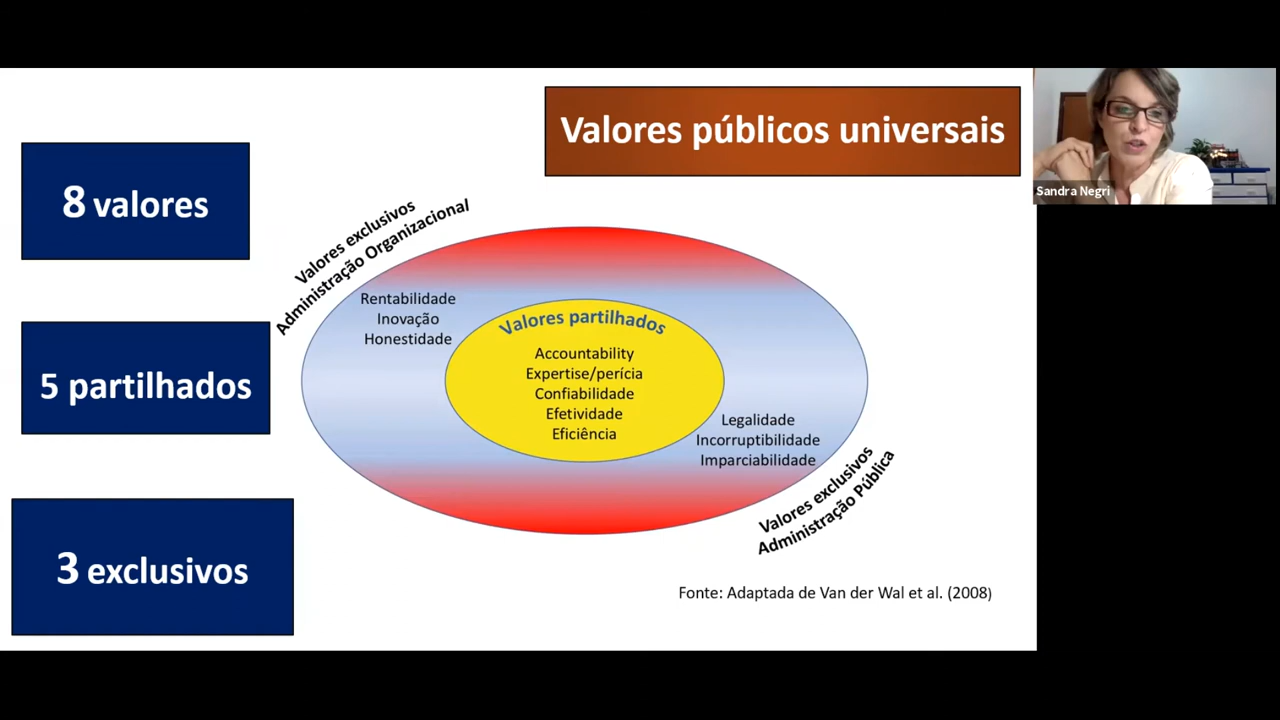 Valores públicos universais
Sandra Negri
8 valores
5 partilhados
3 exclusivos
Valores exclusivos
Administração Organizacional
Rentabilidade
Inovação
Honestidade
Valores partilhados
Accountability
Expertise/perícia
Confiabilidade
Efetividade
Eficiência
Legalidade
Incorruptibilidade
Imparciabilidade
Valores exclusivos
Administração Pública
Fonte: Adaptada de Van der Wal et al. (2008)